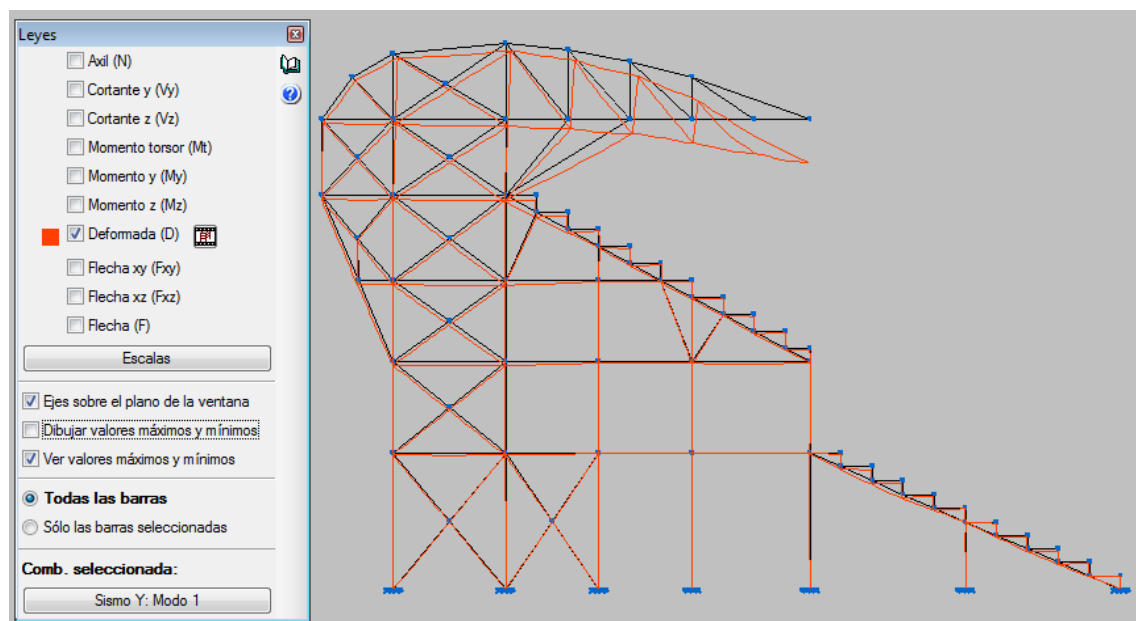 Leyes
Axil (N)
Cortante y (Vy)
Cortante z (Vz)
Momento torsor (Mt)
Momento y (My)
Momento z (Mz)
Deformada (D)
Flecha xy (Fxy)
Flecha xz (Fxz)
Flecha (F)
Escalas
Ejes sobre el plano de la ventana
Dibujar valores máximos y mínimos
Ver valores máximos y mínimos
Todas las barras
Sólo las barras seleccionadas
Comb. seleccionada:
Sismo Y: Modo 1